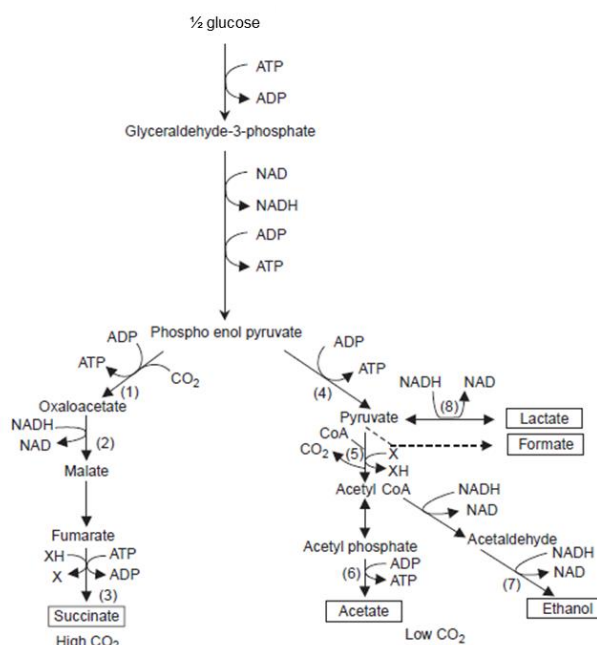 ½ glucose
ATP
ADP
Glyceraldehyde-3-phosphate
NAD
NADH
ADP
ATP
Phospho enol pyruvate
ADP
ATP
CO2
(1)
Oxaloacetate
NADH
NAD
(2)
Malate
Fumarate
XH
X
ATP
ADP
(3)
Succinate
High CO2
ADP
ATP
(4)
Pyruvate
NADH
NAD
(8)
Lactate
Formate
CoA
CO2
(5)
X
XH
Acetyl CoA
NADH
NAD
Acetaldehyde
NADH
NAD
(7)
Ethanol
Acetyl phosphate
ADP
ATP
(6)
Acetate
Low CO2